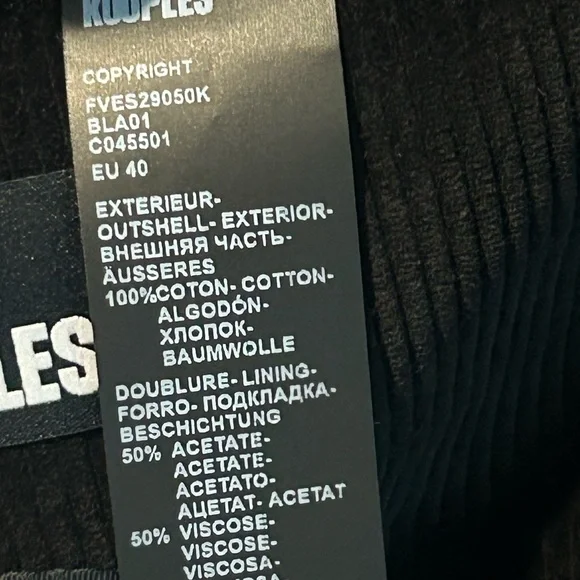 KOOPLES
COPYRIGHT
FVES29050K
BLA01
C045501
EU 40
EXTERIEUR-
OUTSHELL- EXTERIOR-
ВНЕШНЯЯ ЧАСТЬ-
ÄUSSERES
100%COTON- COTTON-
ALGODÓN-
ХЛОПОК-
BAUMWOLLE
DOUBLURE- LINING-
FORRO- ПОДКЛАДКА-
BESCHICHTUNG
50% ACETATE-
ACETATE-
ACETATO-
АЦЕТАТ- ACETAT
50% VISCOSE-
VISCOSE-
VISCOSA-
LES